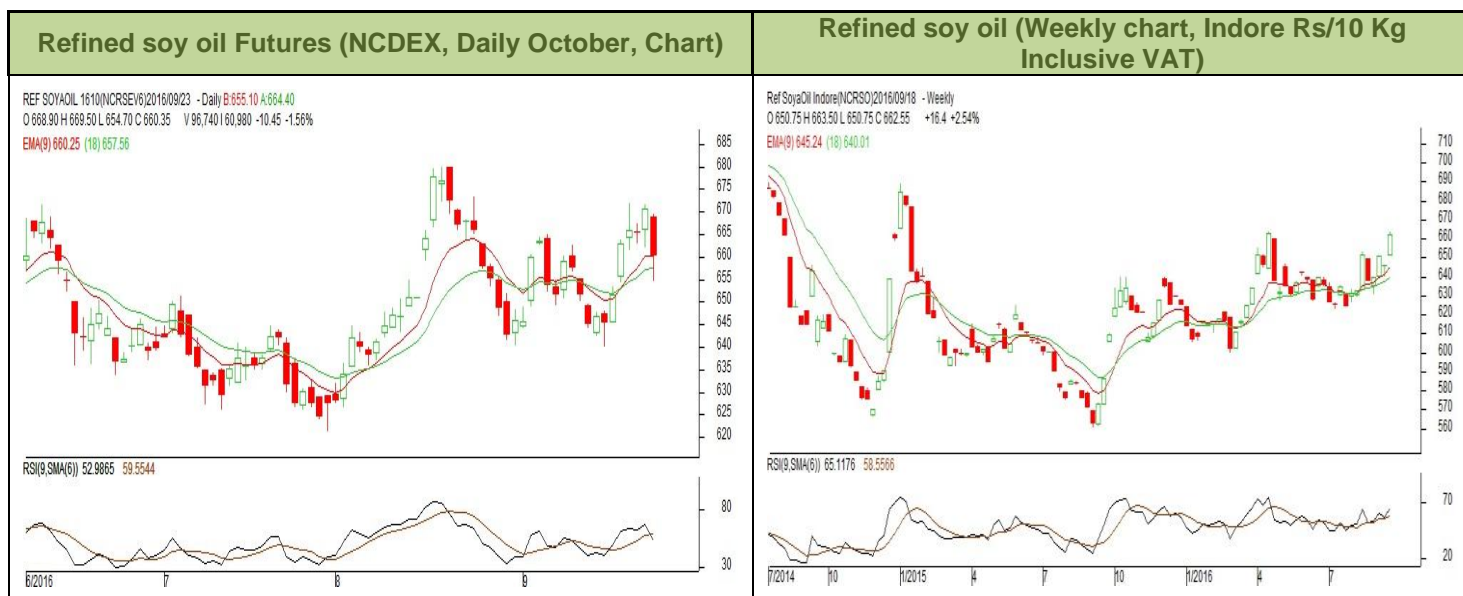 Refined soy oil Futures (NCDEX, Daily October, Chart)
REF SOYAOIL 1610(NCRSEV6)2016/09/23 - Daily B:655.10 A:664.40
O 668.90 H 669.50 L 654.70 C 660.35 V 96,740 I 60,980 -10.45 -1.56%
EMA(9) 660.25 (18) 657.56
685
680
675
670
665
660
655
650
645
640
635
630
625
620
RSI(9,SMA(6)) 52.9865 59.5544
80
30
6/2016 7 8 9
Refined soy oil (Weekly chart, Indore Rs/10 Kg
Inclusive VAT)
Ref SoyaOil Indore(NCRSO)2016/09/18 - Weekly
O 650.75 H 663.50 L 650.75 C 662.55 +16.4 +2.54%
EMA(9) 645.24 (18) 640.01
710
700
690
680
670
660
650
640
630
620
610
600
590
580
570
560
RSI(9,SMA(6)) 65.1176 58.5566
70
20
7/2014 10 1/2015 4 7 10 1/2016 4 7